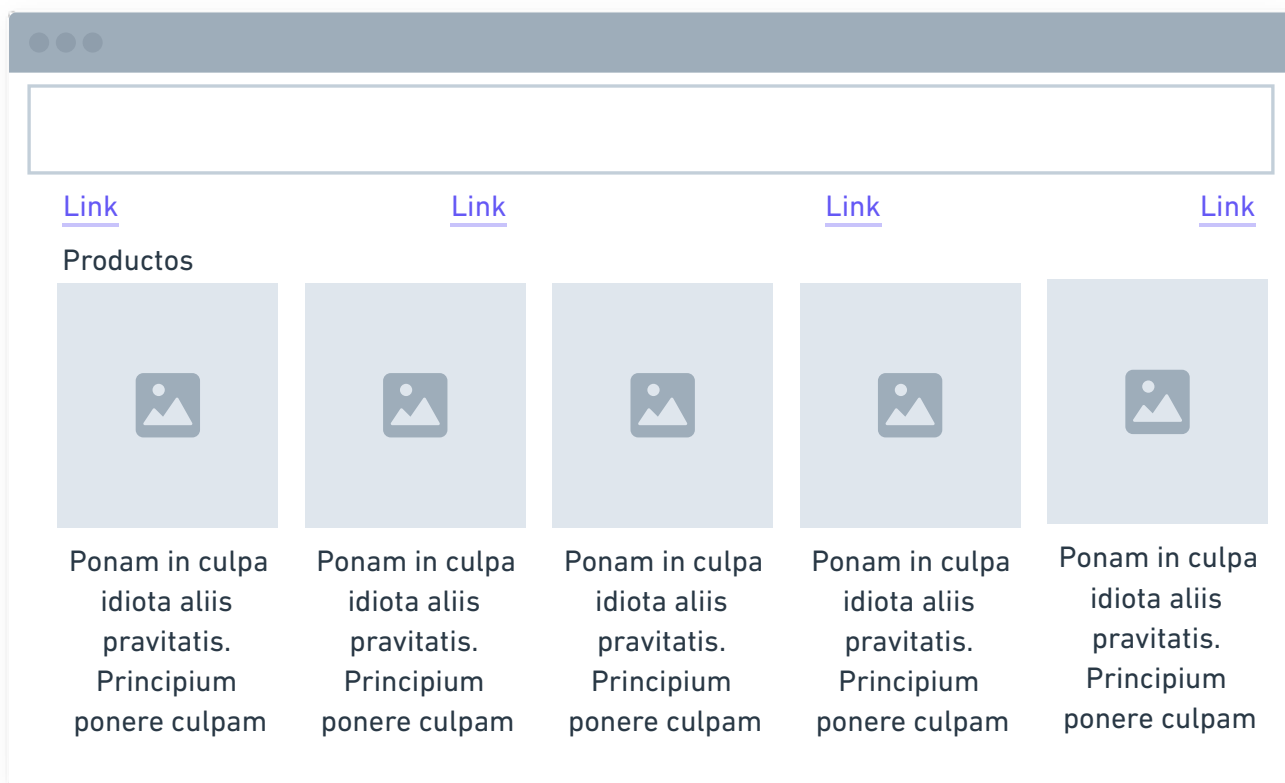 Link
Link
Link
Link
Productos
Ponam in culpa
idiota aliis
pravitatis.
Principium
ponere culpam
Ponam in culpa
idiota aliis
pravitatis.
Principium
ponere culpam
Ponam in culpa
idiota aliis
pravitatis.
Principium
ponere culpam
Ponam in culpa
idiota aliis
pravitatis.
Principium
ponere culpam
Ponam in culpa
idiota aliis
pravitatis.
Principium
ponere culpam